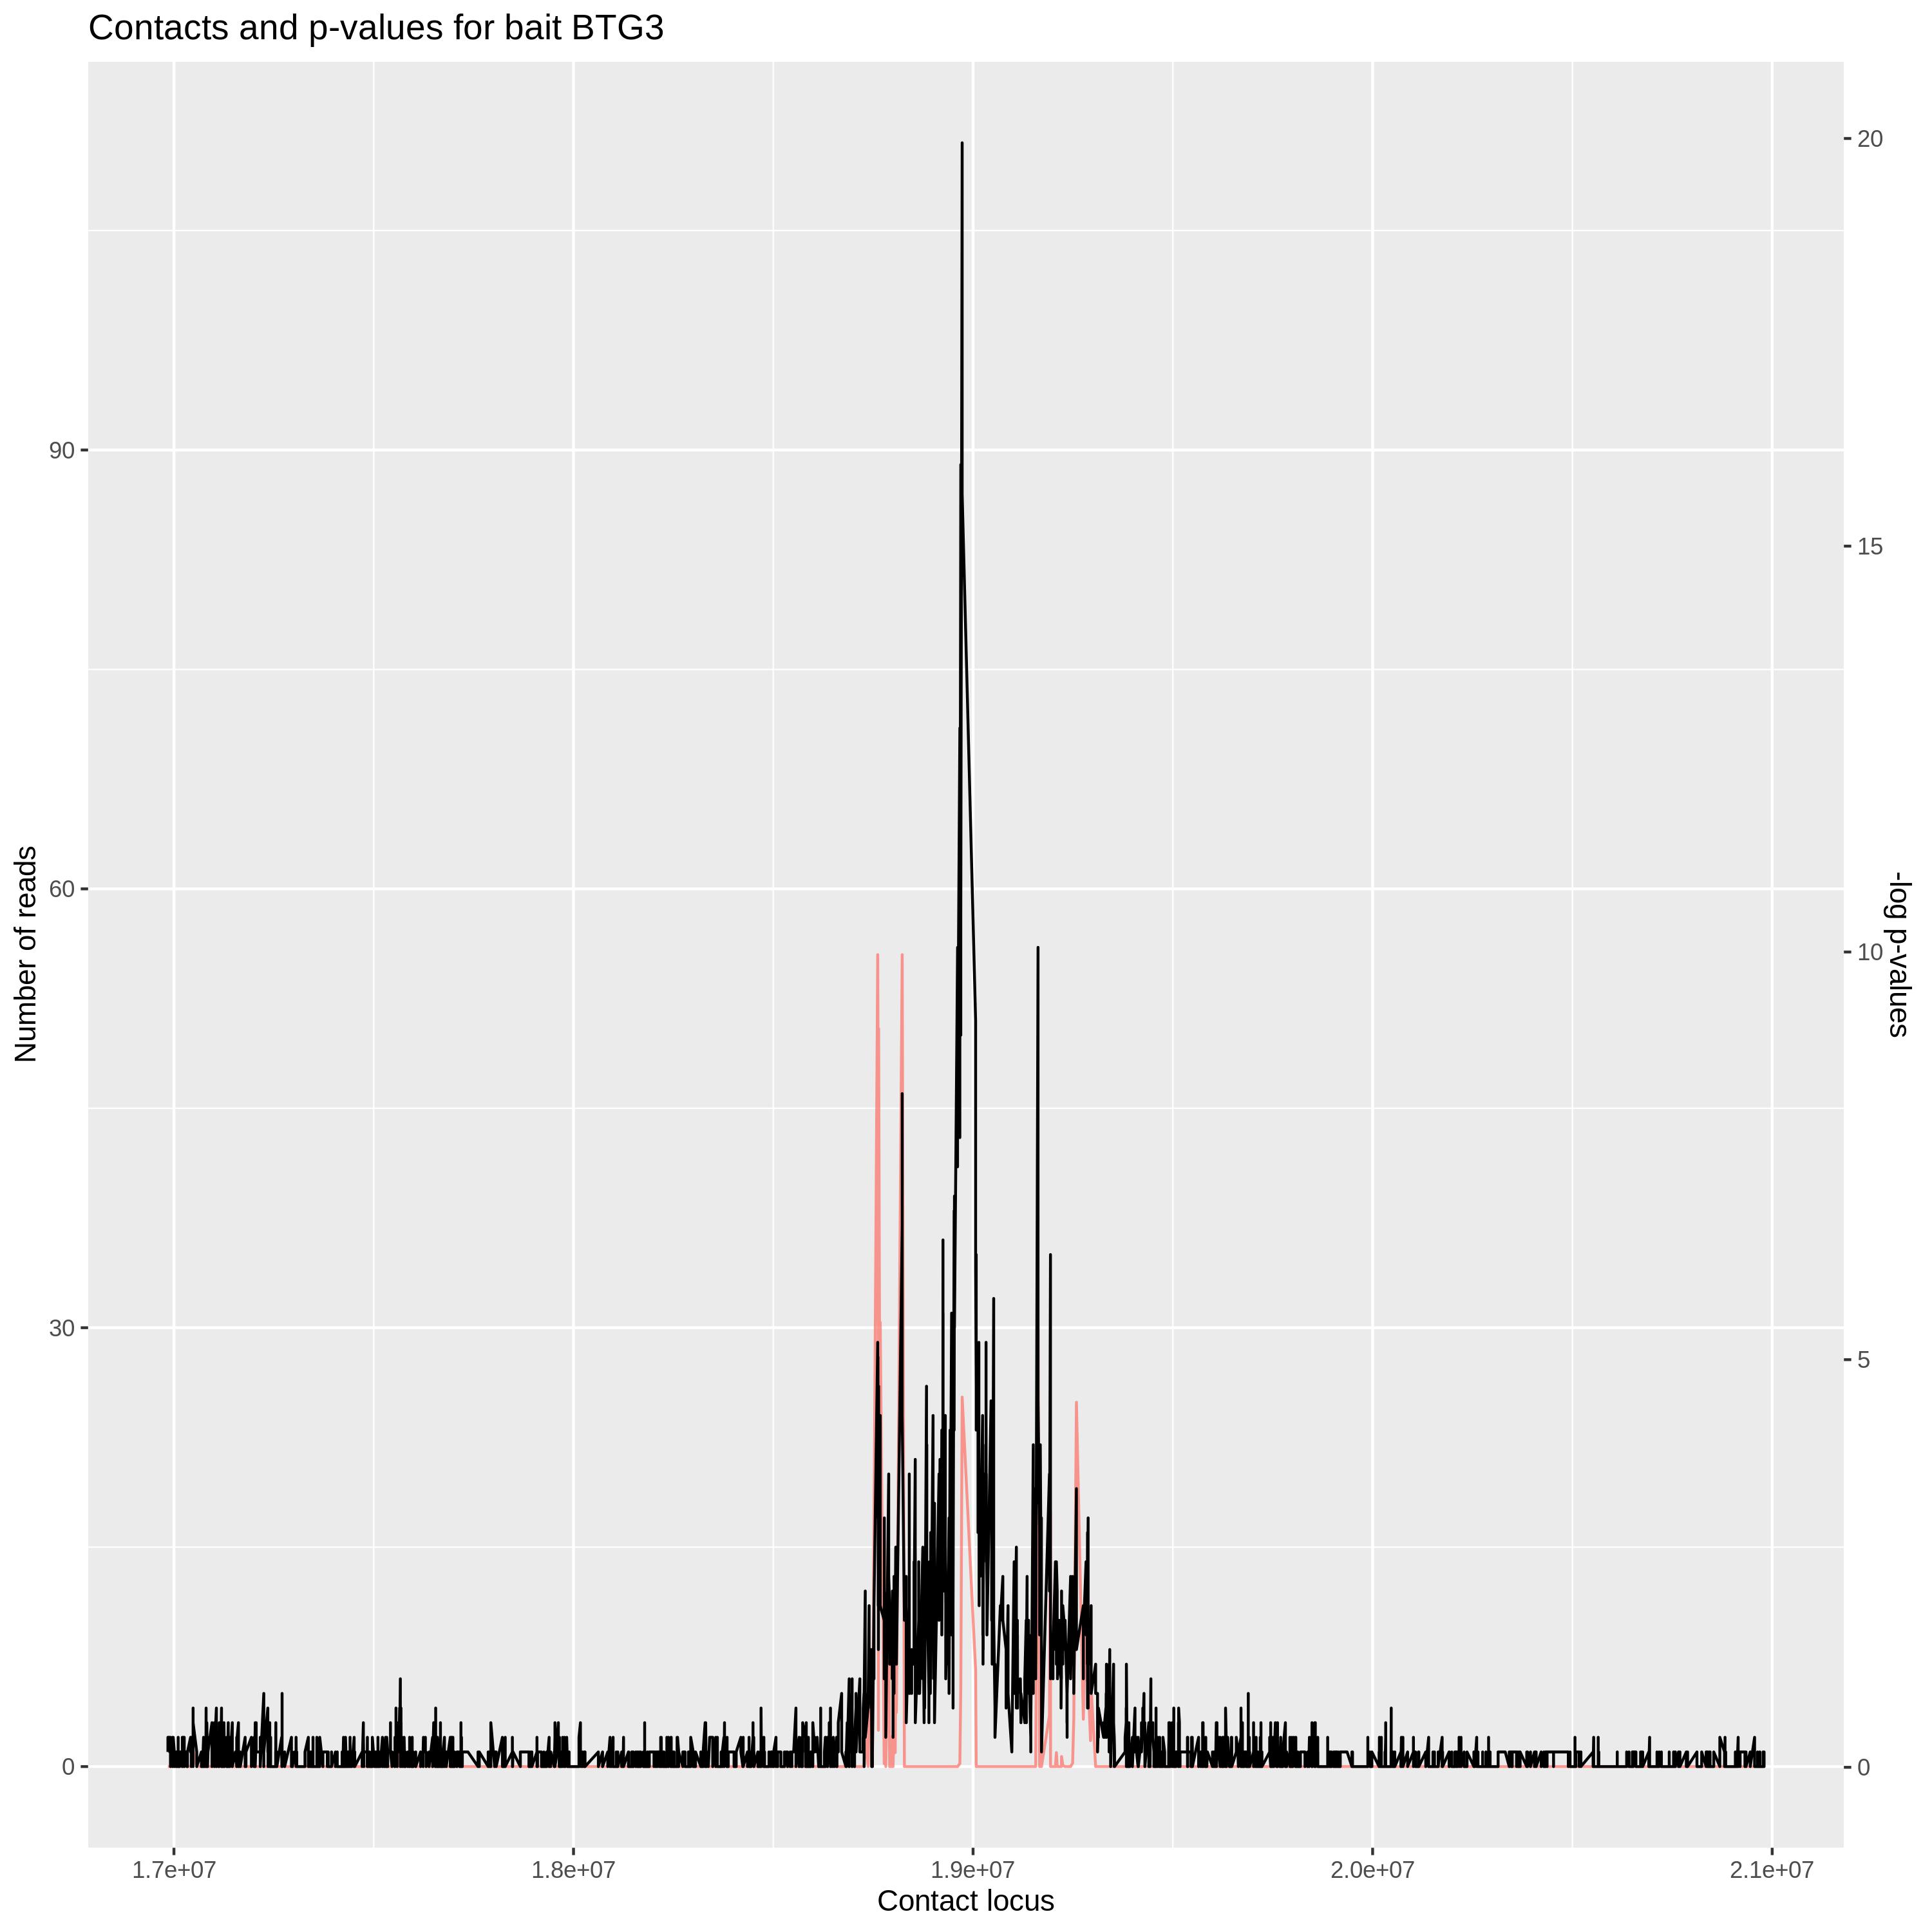 Contacts and p-values for bait BTG3
Number of reads
90
60
30
0
20
15
10
5
0
-log p-values
1.7e+07 1.8e+07 1.9e+07 2.0e+07 2.1e+07
Contact locus